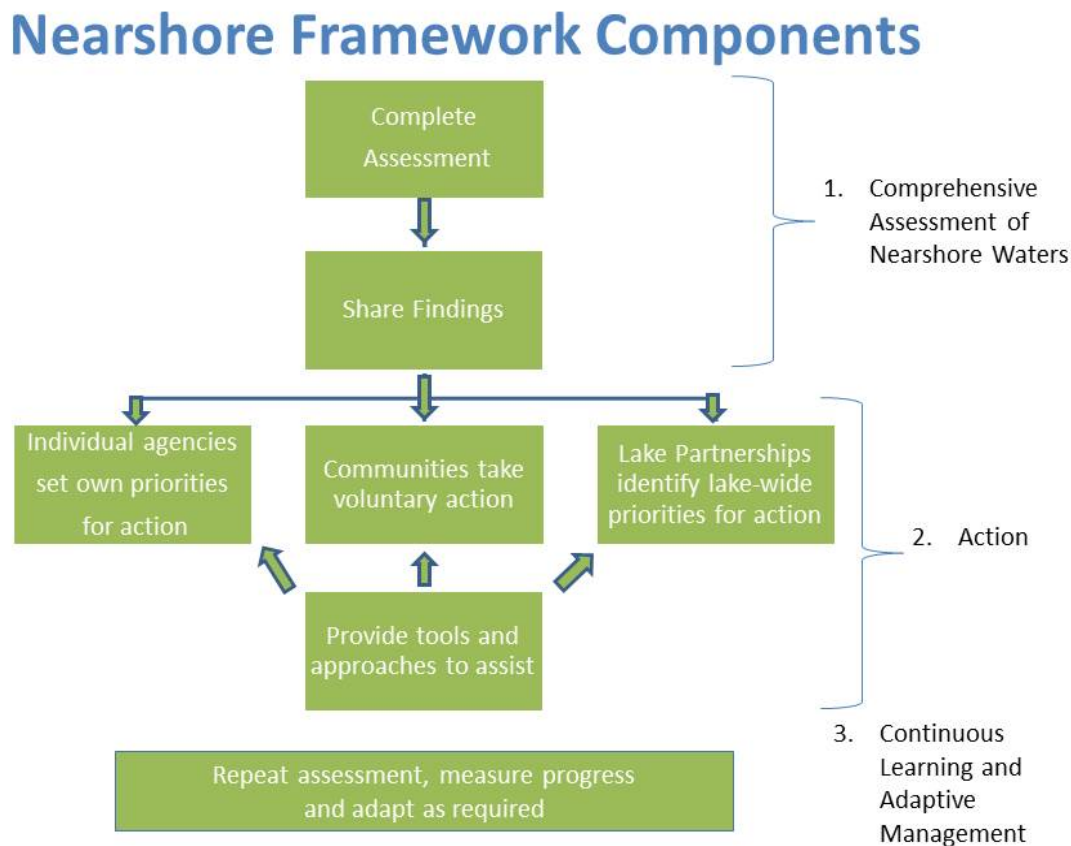 Nearshore Framework Components
Complete
Assessment
1. Comprehensive
Assessment of
Nearshore Waters
Share Findings
Individual agencies
set own priorities
for action
Communities take
voluntary action
Lake Partnerships
identify lake-wide
priorities for action
2. Action
Provide tools and
approaches to assist
3. Continuous
Learning and
Adaptive
Management
Repeat assessment, measure progress
and adapt as required